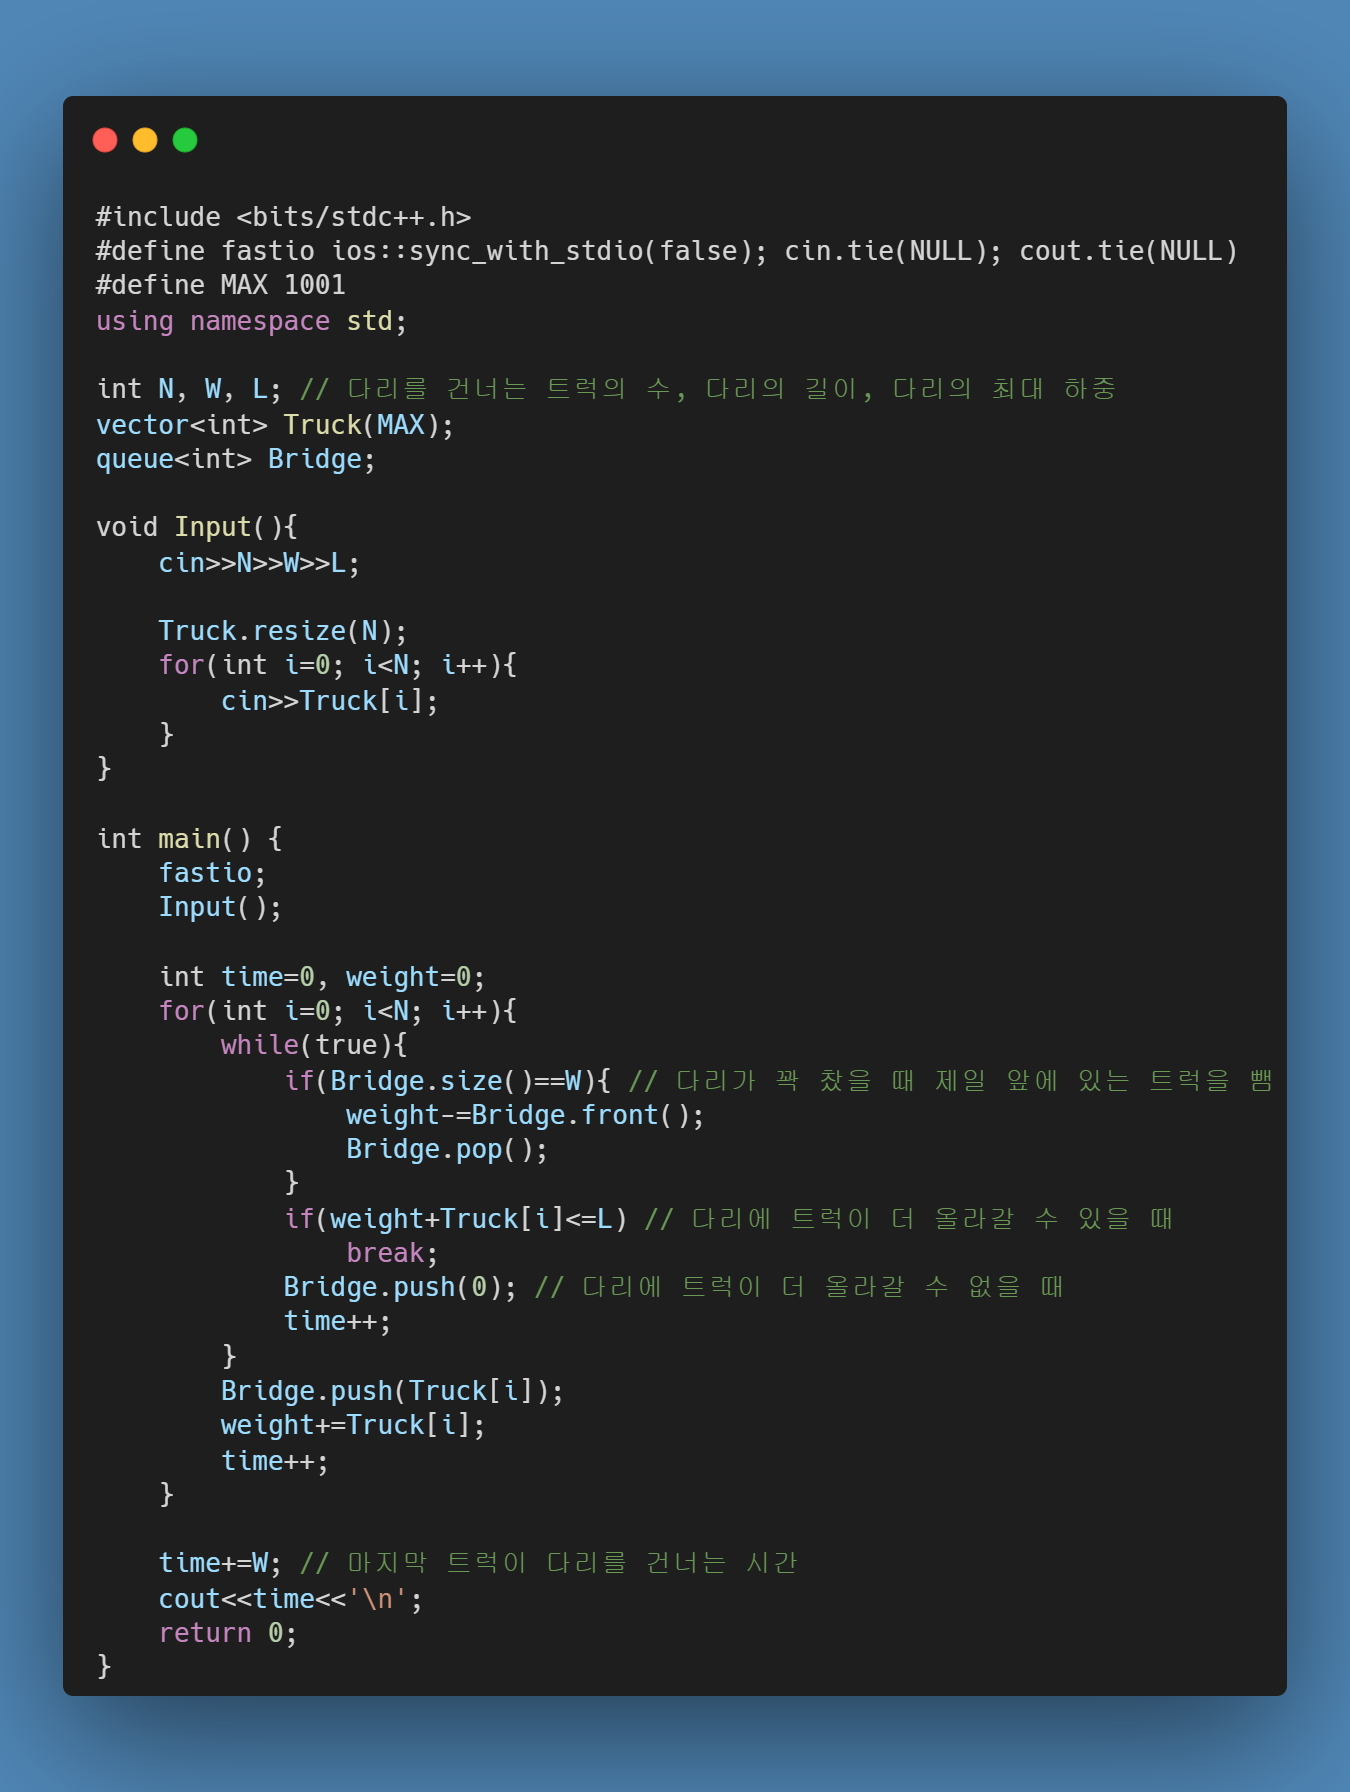 #include <bits/stdc++.h>
#define fastio ios::sync_with_stdio(false); cin.tie(NULL); cout.tie(NULL)
#define MAX 1001
using namespace std;

int N, W, L; // 다리를 건너는 트럭의 수, 다리의 길이, 다리의 최대 하중
vector<int> Truck(MAX);
queue<int> Bridge;

void Input(){
    cin>>N>>W>>L;

    Truck.resize(N);
    for(int i=0; i<N; i++){
        cin>>Truck[i];
    }
}

int main() {
    fastio;
    Input();

    int time=0, weight=0;
    for(int i=0; i<N; i++){
        while(true){
            if(Bridge.size()==W){ // 다리가 꽉 찼을 때 제일 앞에 있는 트럭을 뺌
                weight-=Bridge.front();
                Bridge.pop();
            }
            if(weight+Truck[i]<=L) // 다리에 트럭이 더 올라갈 수 있을 때
                break;
            Bridge.push(0); // 다리에 트럭이 더 올라갈 수 없을 때
            time++;
        }
        Bridge.push(Truck[i]);
        weight+=Truck[i];
        time++;
    }

    time+=W; // 마지막 트럭이 다리를 건너는 시간
    cout<<time<<'\n';
    return 0;
}